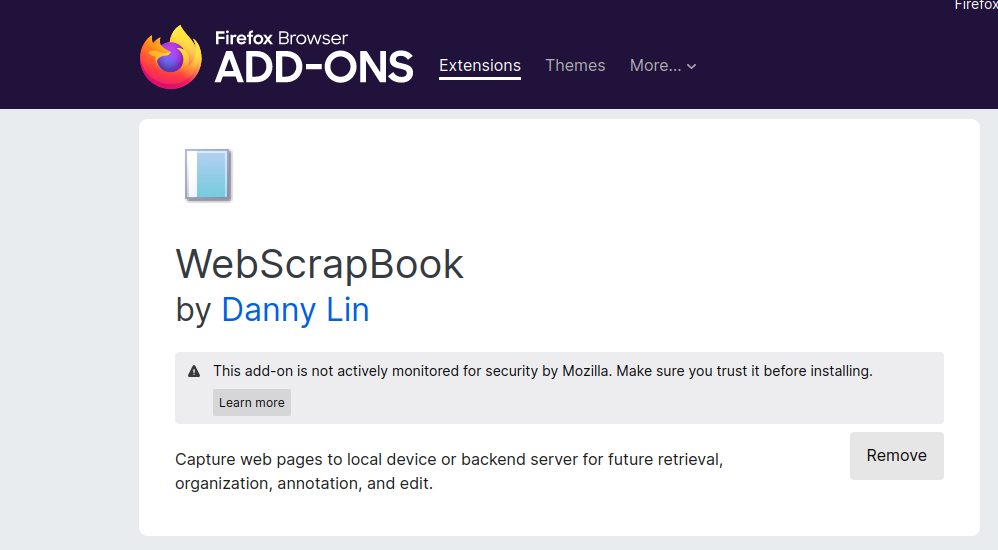 Firefox
Firefox Browser
ADD-ONS
Extensions Themes More...
WebScrapBook
by Danny Lin
This add-on is not actively monitored for security by Mozilla. Make sure you trust it before installing.
Learn more
Capture web pages to local device or backend server for future retrieval,
organization, annotation, and edit.
Remove